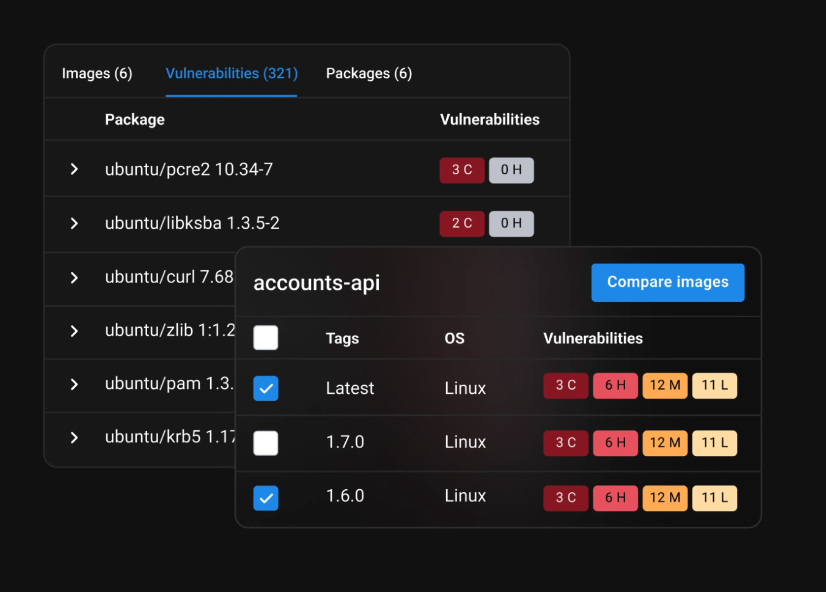 Images (6) Vulnerabilities (321) Packages (6)
Package Vulnerabilities
ubuntu/pcre2 10.34-7 3 C 0 H
ubuntu/libksba 1.3.5-2 2 C 0 H
ubuntu/curl 7.68
ubuntu/zlib 1:1.2
ubuntu/pam 1.3.
ubuntu/krb5 1.17
accounts-api Compare images
Tags OS Vulnerabilities
Latest Linux 3 C 6 H 12 M 11 L
1.7.0 Linux 3 C 6 H 12 M 11 L
1.6.0 Linux 3 C 6 H 12 M 11 L